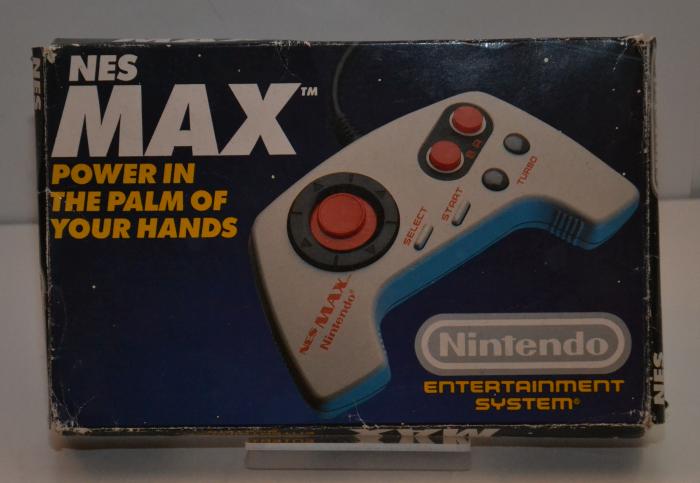 NES
MAX™
POWER IN
THE PALM OF
YOUR HANDS
B A
TURBO
SELECT
START
NES MAX
Nintendo®
Nintendo
ENTERTAINMENT
SYSTEM®
NES
NES